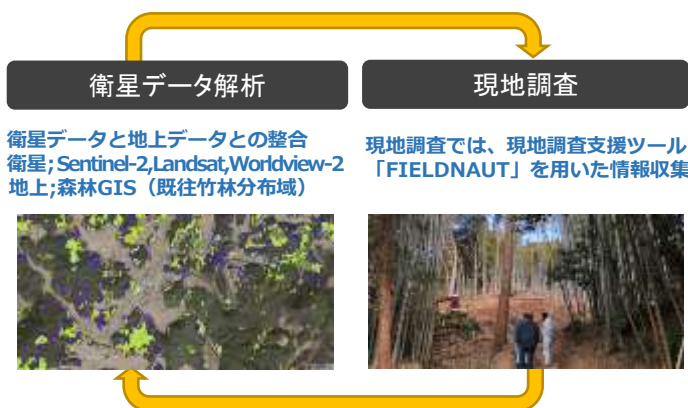 衛星データ解析
現地調査
衛星データと地上データとの整合
衛星;Sentinel-2,Landsat,Worldview-2
地上;森林GIS（既往竹林分布域）
現地調査では、現地調査支援ツール
「FIELDNAUT」を用いた情報収集